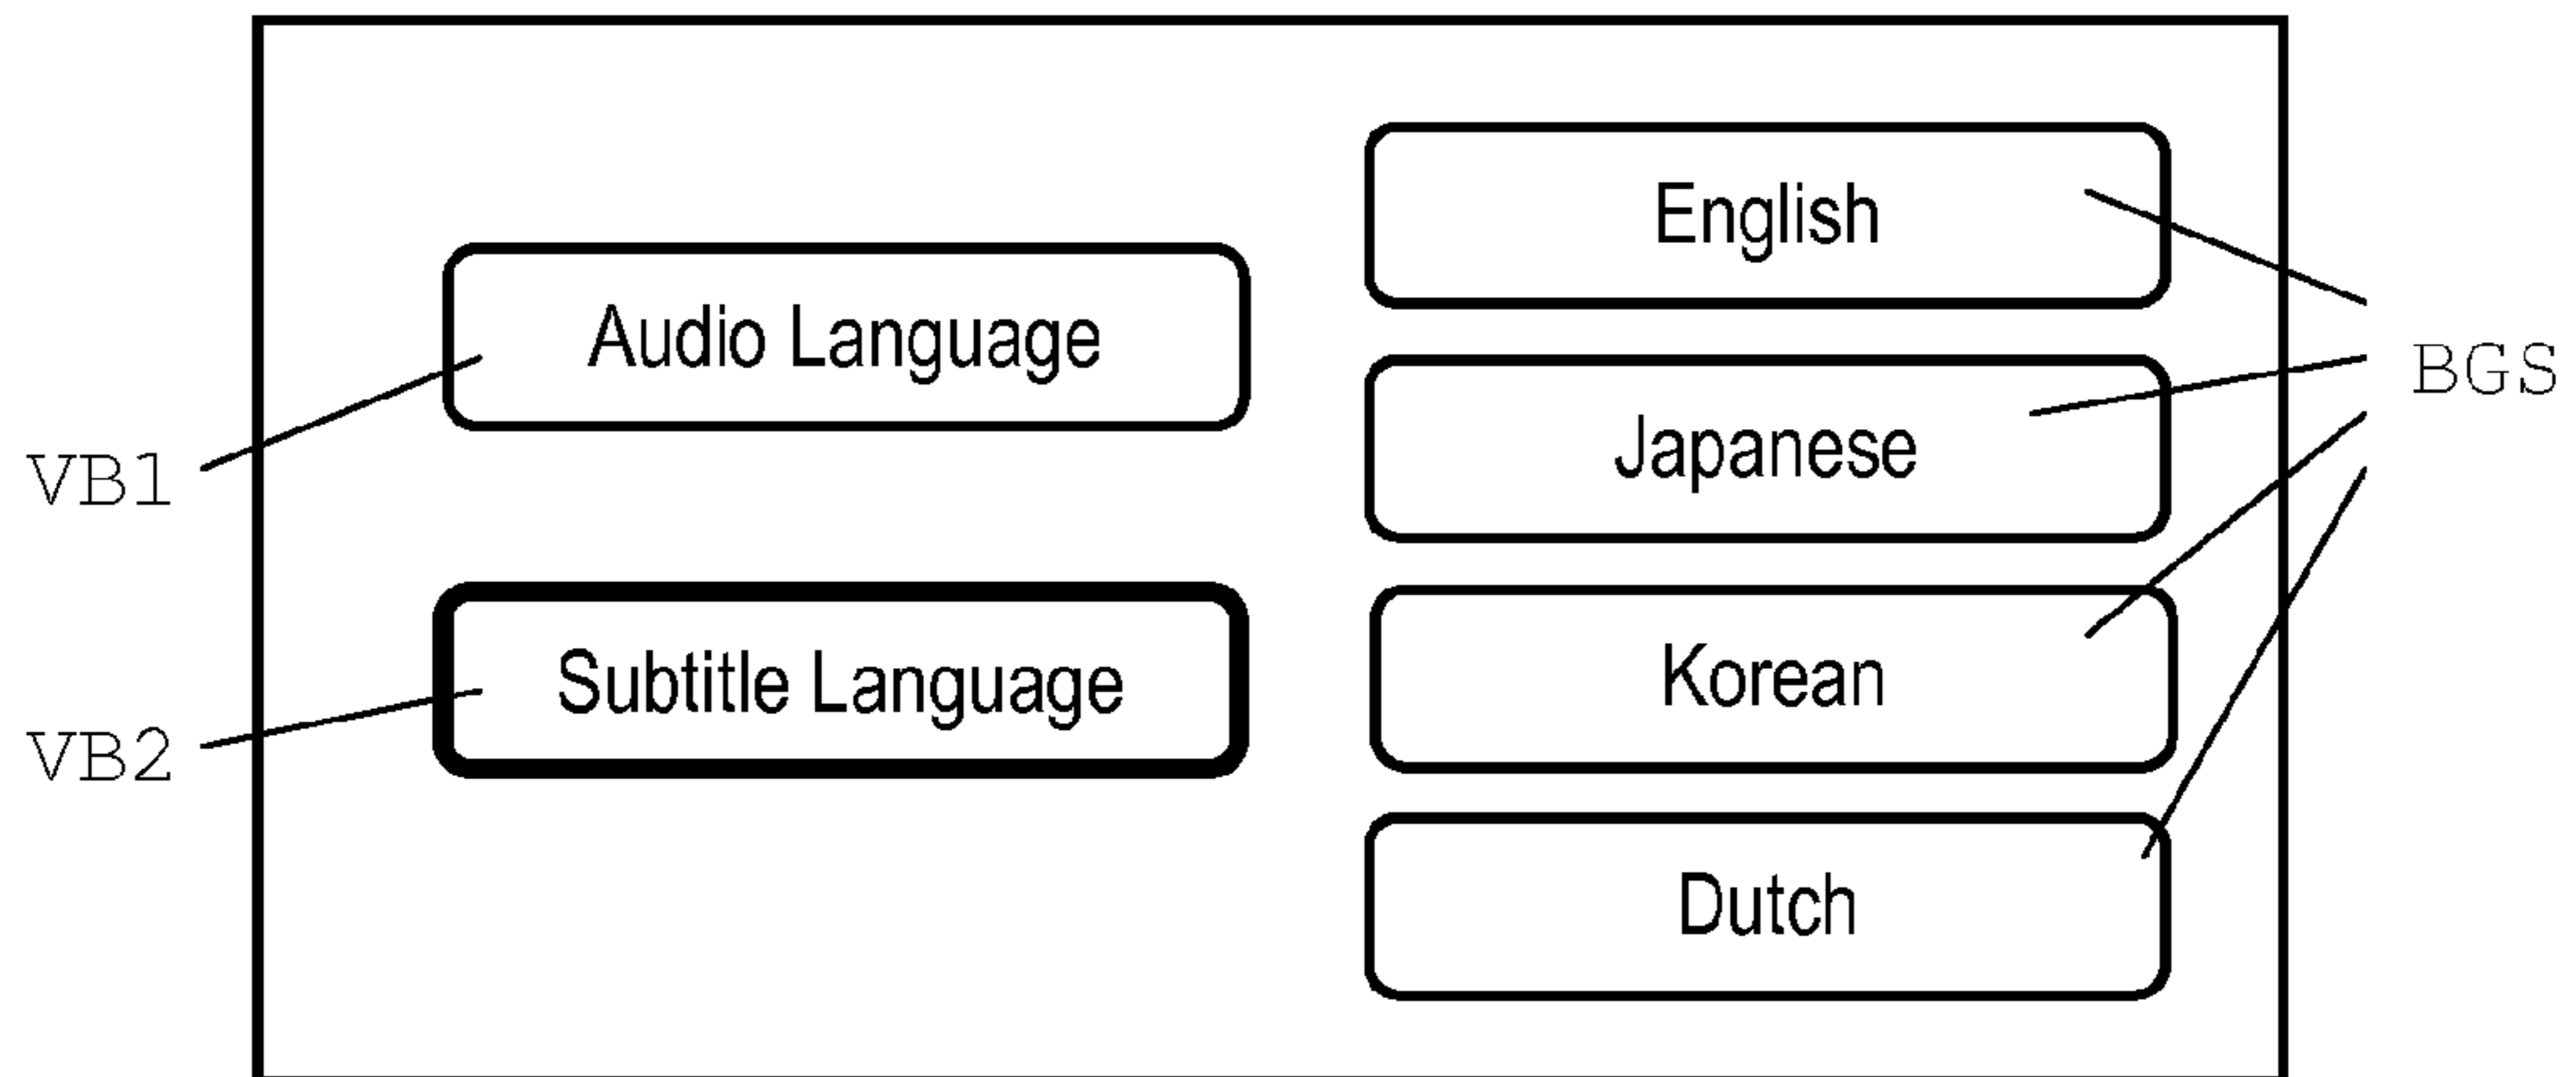 English
Audio Language
BGS
Japanese
VB1
Subtitle Language
Korean
VB2
Dutch